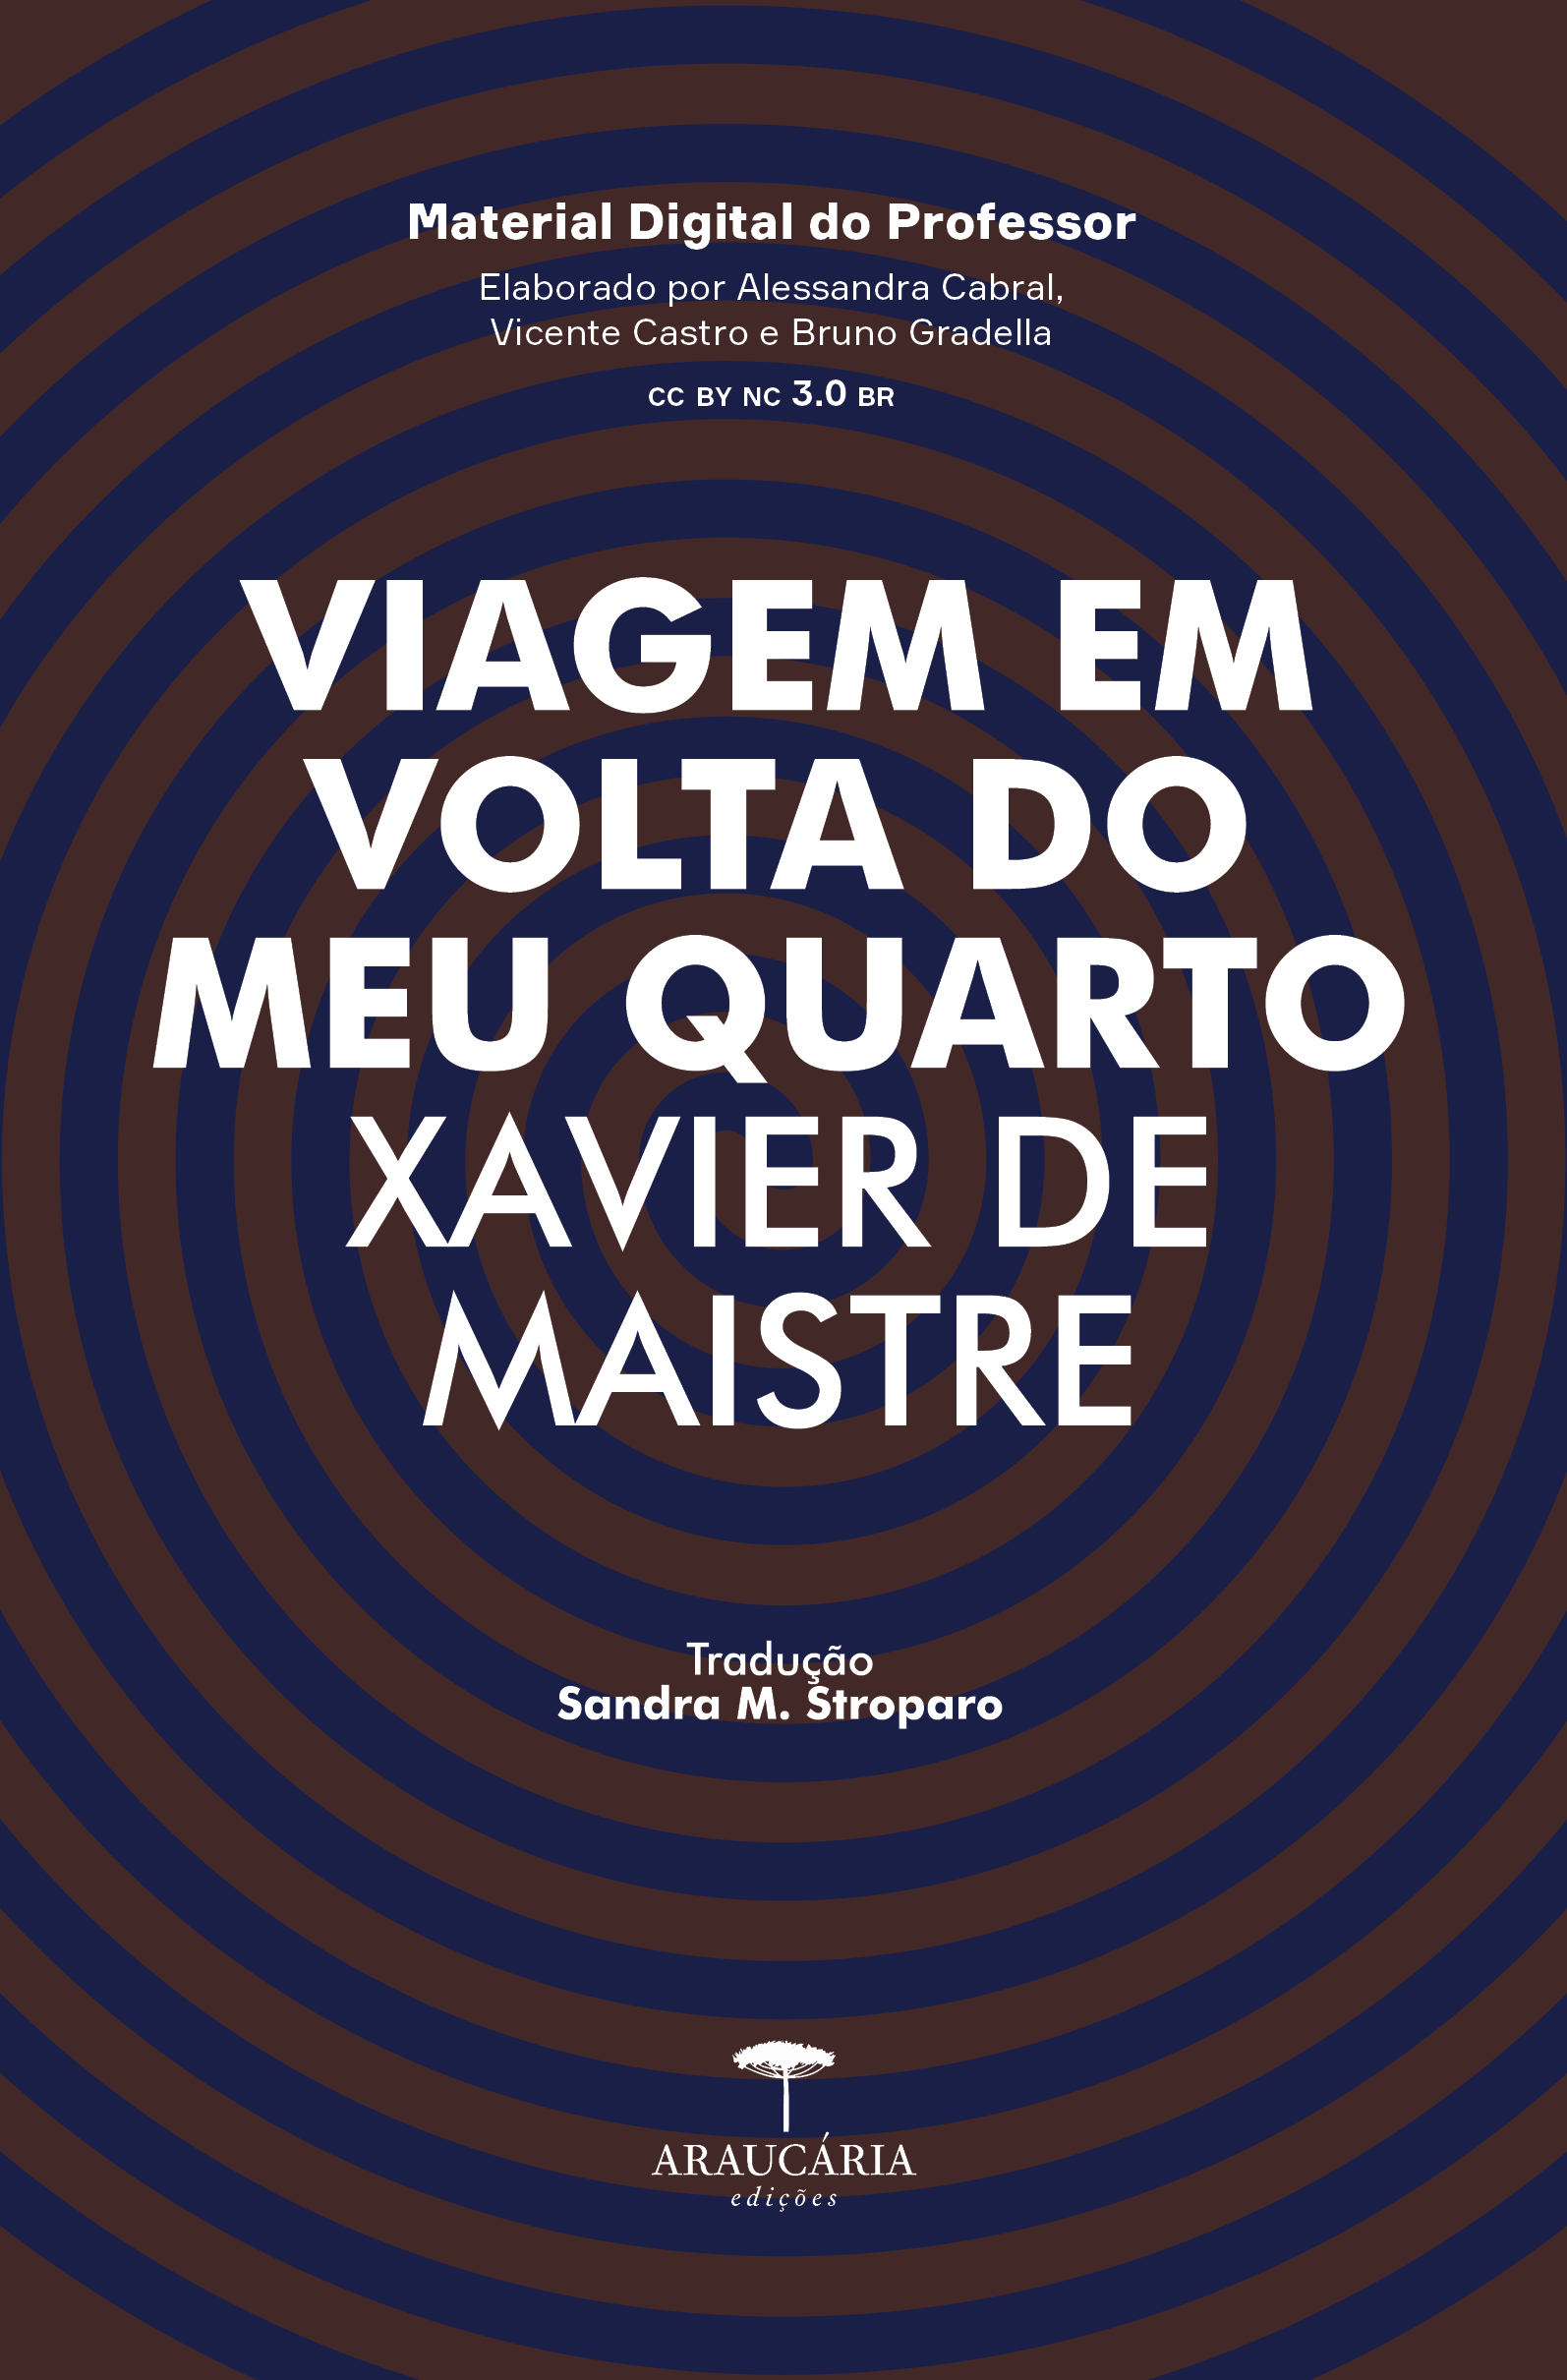 Material Digital do Professor
Elaborado por Alessandra Cabral,
Vicente Castro e Bruno Gradella
CC BY NC 3.0 BR
VIAGEM EM
VOLTA DO
MEU QUARTO
XAVIER DE
MAISTRE
Tradução
Sandra M. Stroparo
ARAUCÁRIA
edições